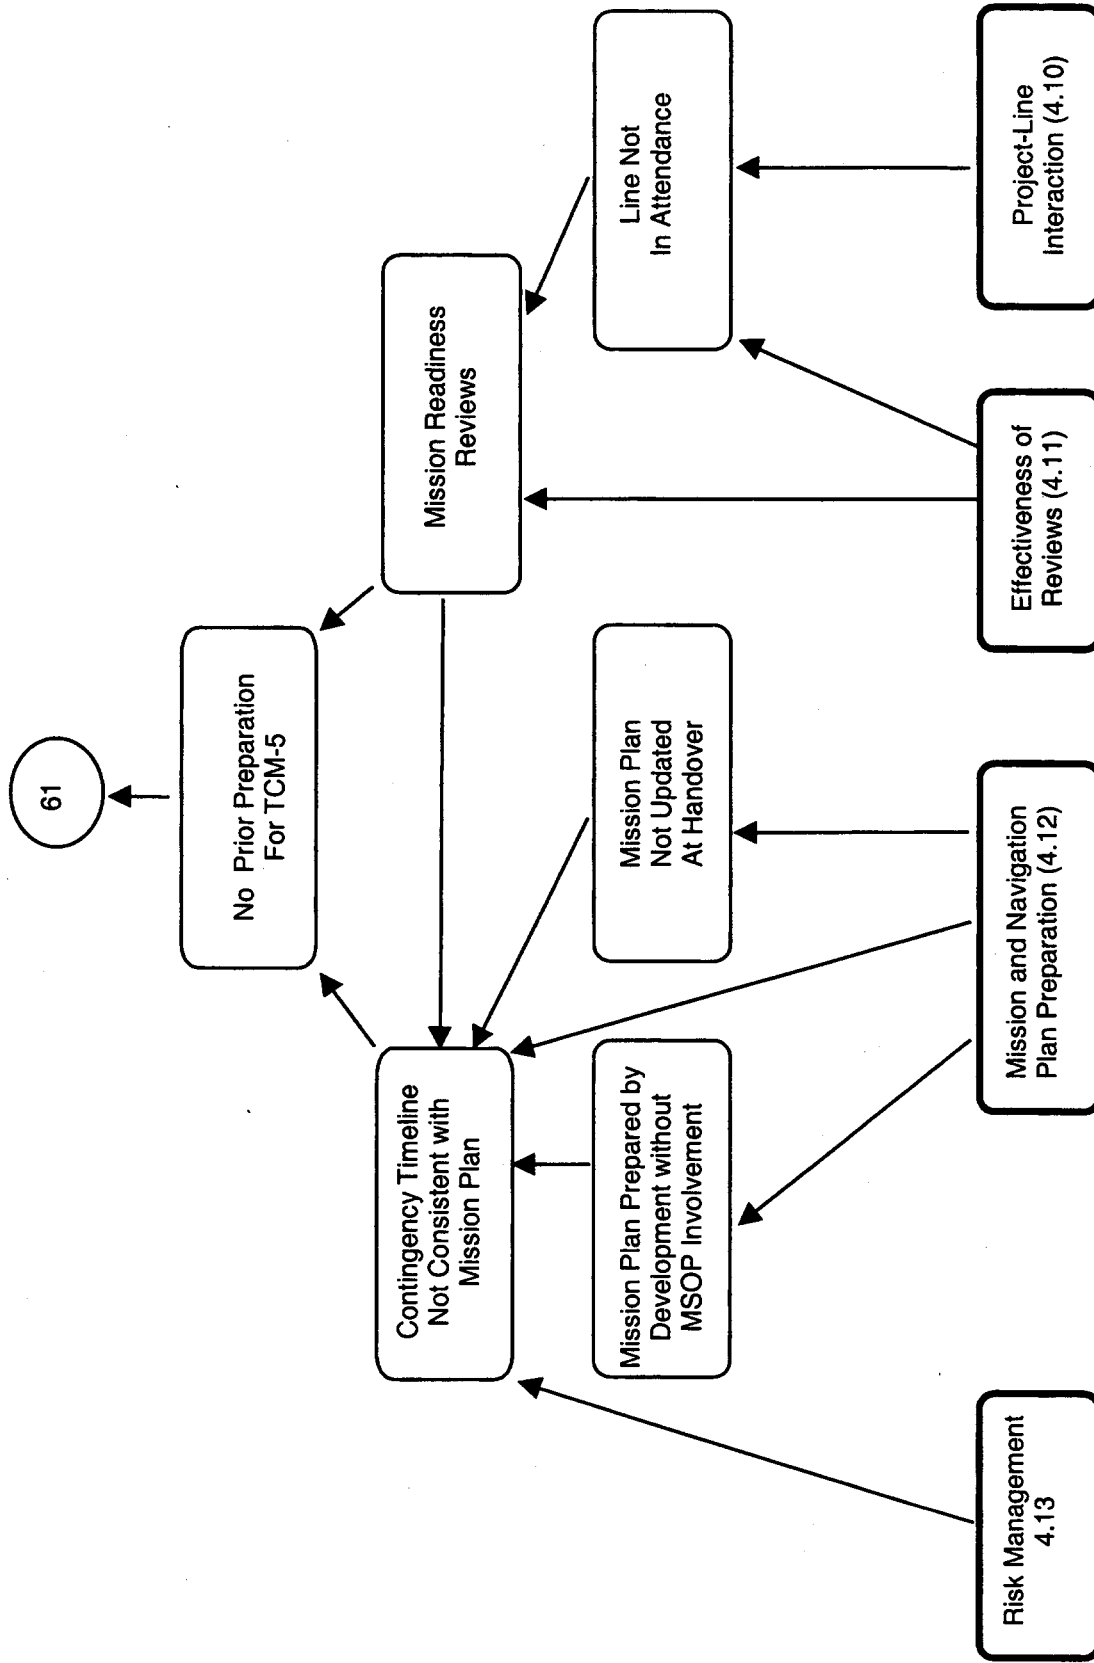 61
No Prior Preparation
For TCM-5
Contingency Timeline
Not Consistent with
Mission Plan
Mission Readiness
Reviews
Mission Plan Prepared by
Development without
MSOP Involvement
Mission Plan
Not Updated
At Handover
Line Not
In Attendance
Risk Management
4.13
Mission and Navigation
Plan Preparation (4.12)
Effectiveness of
Reviews (4.11)
Project-Line
Interaction (4.10)